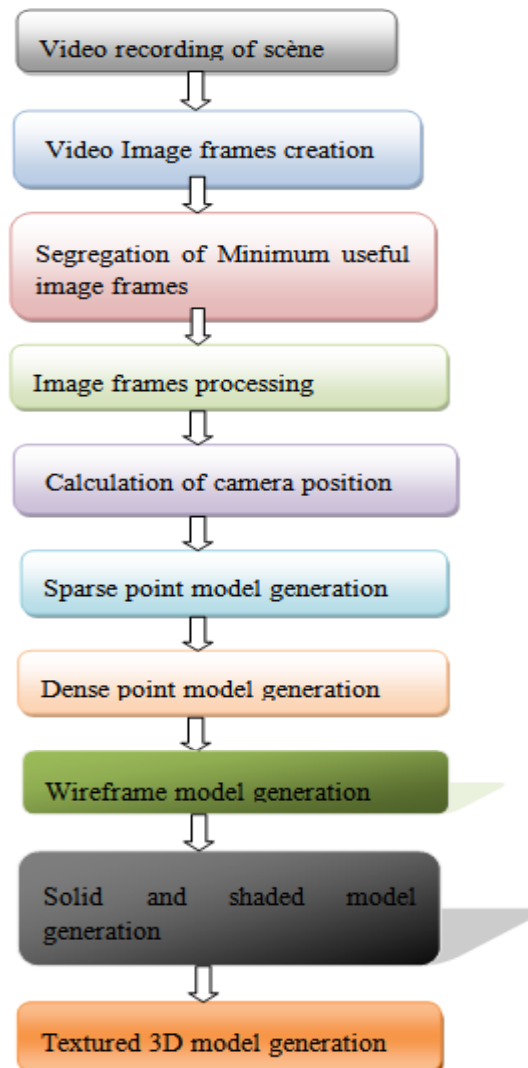 Video recording of scène
Video Image frames creation
Segregation of Minimum useful
image frames
Image frames processing
Calculation of camera position
Sparse point model generation
Dense point model generation
Wireframe model generation
Solid and shaded model
generation
Textured 3D model generation